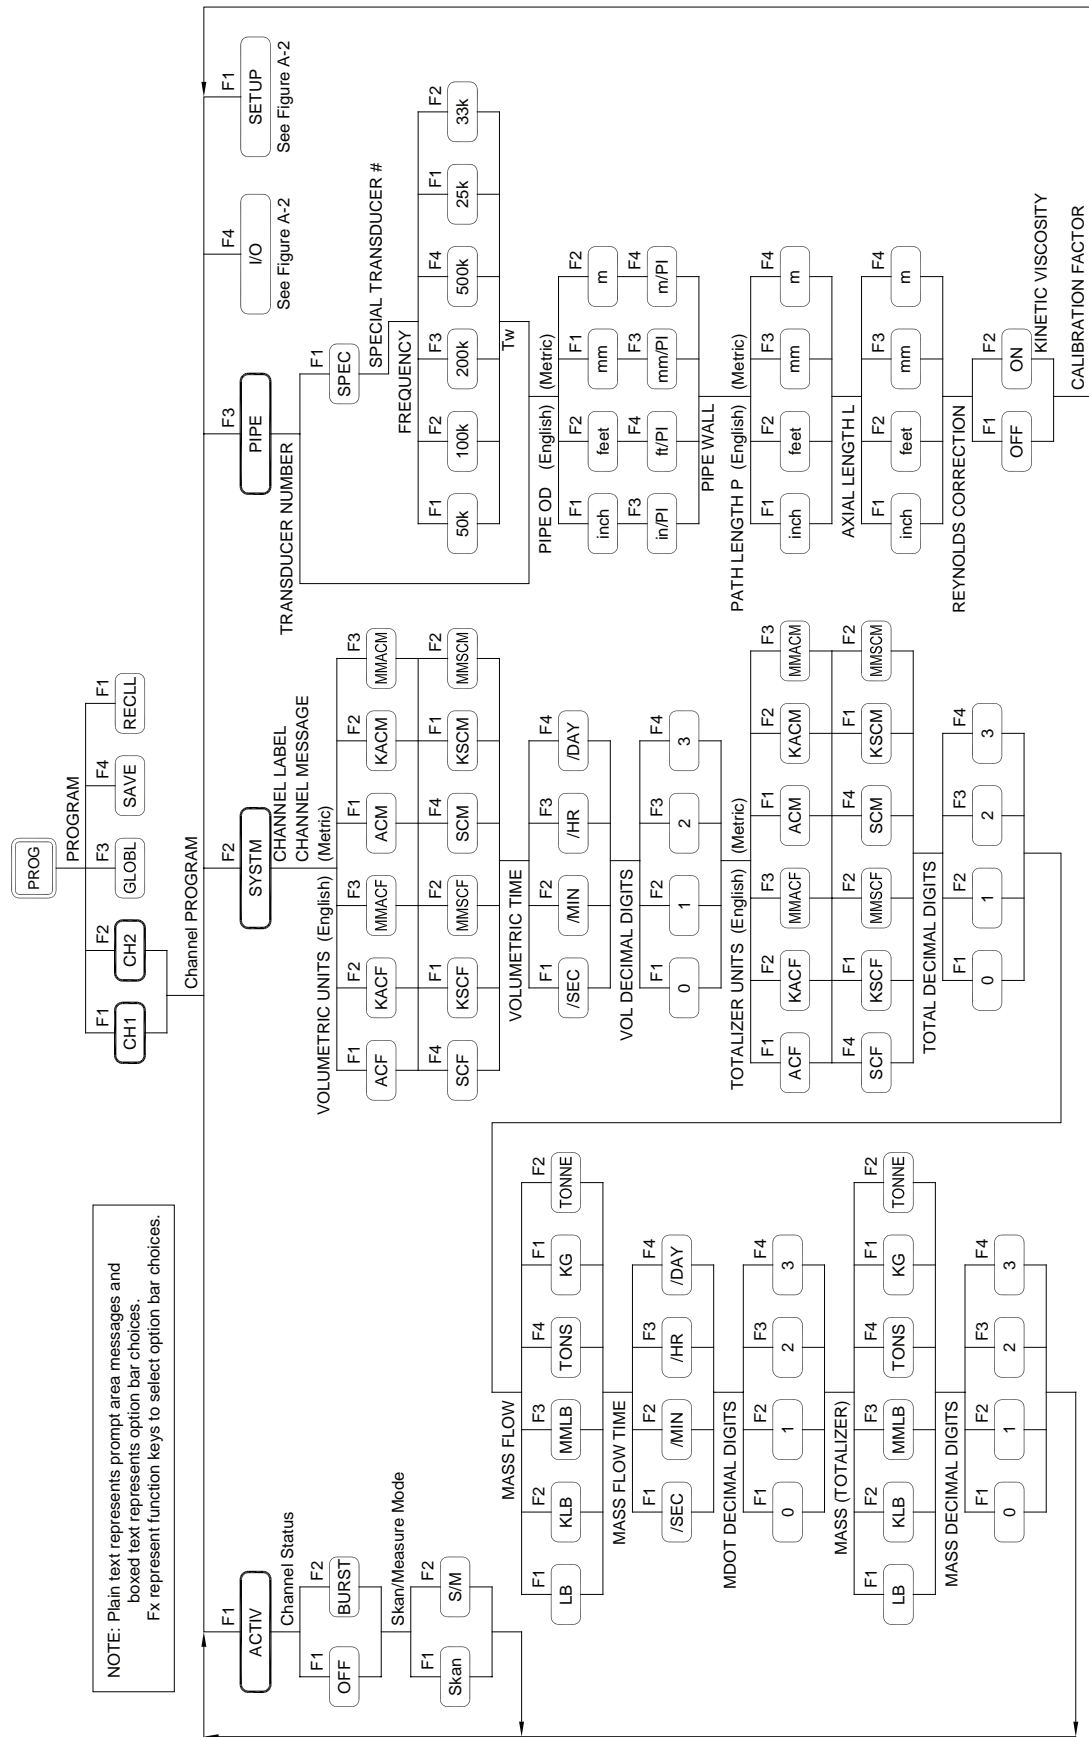 PROG
PROGRAM
F1 F2 F3 F4 F1
CH1 CH2 GLOBL SAVE RECLL
NOTE: Plain text represents prompt area messages and
boxed text represents option bar choices.
Fx represent function keys to select option bar choices.
Channel PROGRAM
F1
ACTIV
Channel Status
F1 F2
OFF BURST
Skan/Measure Mode
F1 F2
Skan S/M
F2
SYSTM
CHANNEL LABEL
CHANNEL MESSAGE
VOLUMETRIC UNITS (English) (Metric)
F1 F2 F3 F1 F2 F3
ACF KACF MMACF ACM KACM MMACM
F4 F1 F2 F4 F1 F2
SCF KSCF MMSCF SCM KSCM MMSCM
VOLUMETRIC TIME
F1 F2 F3 F4
/SEC /MIN /HR /DAY
VOL DECIMAL DIGITS
F1 F2 F3 F4
0 1 2 3
TOTALIZER UNITS (English) (Metric)
F1 F2 F3 F1 F2 F3
ACF KACF MMACF ACM KACM MMACM
F4 F1 F2 F4 F1 F2
SCF KSCF MMSCF SCM KSCM MMSCM
TOTAL DECIMAL DIGITS
F1 F2 F3 F4
0 1 2 3
MASS FLOW
F1 F2 F3 F4 F1 F2
LB KLB MMLB TONS KG TONNE
MASS FLOW TIME
F1 F2 F3 F4
/SEC /MIN /HR /DAY
MDOT DECIMAL DIGITS
F1 F2 F3 F4
0 1 2 3
MASS (TOTALIZER)
F1 F2 F3 F4 F1 F2
LB KLB MMLB TONS KG TONNE
MASS DECIMAL DIGITS
F1 F2 F3 F4
0 1 2 3
F3
PIPE
TRANSDUCER NUMBER
F1
SPEC
SPECIAL TRANSDUCER #
FREQUENCY
F1 F2 F3 F4 F1 F2
50k 100k 200k 500k 25k 33k
Tw
PIPE OD (English) (Metric)
F1 F2 F1 F2
inch feet mm m
F3 F4 F3 F4
in/PI ft/PI mm/PI m/PI
PIPE WALL
PATH LENGTH P (English) (Metric)
F1 F2 F3 F4
inch feet mm m
AXIAL LENGTH L
F1 F2 F3 F4
inch feet mm m
REYNOLDS CORRECTION
F1 F2
OFF ON
KINETIC VISCOSITY
CALIBRATION FACTOR
F4
I/O
See Figure A-2
F1
SETUP
See Figure A-2